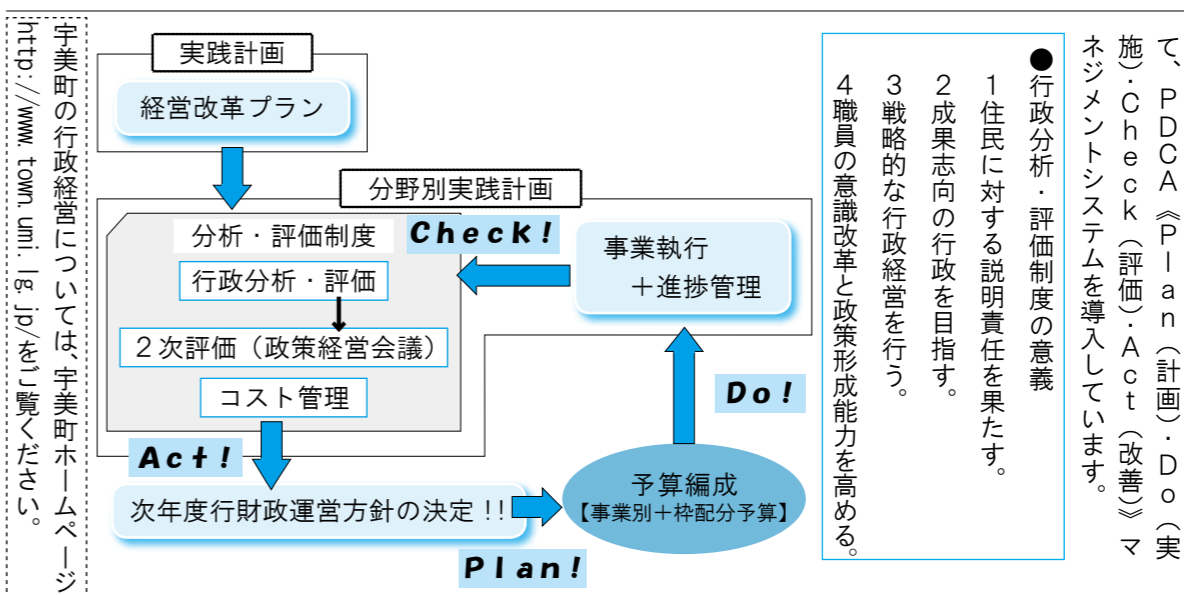 て、PDCA《Plan(計画)・Do(実
施)・Check(評価)・Act(改善)》マ
ネジメントシステムを導入しています。
●行政分析・評価制度の意義
1住民に対する説明責任を果たす。
2成果志向の行政を目指す。
3戦略的な行政経営を行う。
4職員の意識改革と政策形成能力を高める。
実践計画
経営改革プラン
分野別実践計画
分析・評価制度
行政分析・評価
2次評価(政策経営会議)
コスト管理
Check!
事業執行
+進捗管理
Do!
Act!
次年度行財政運営方針の決定!!
Plan!
予算編成
【事業別+枠配分予算】
宇美町の行政経営については、宇美町ホームページ
http://www.town.umi.lg.jp/をご覧ください。